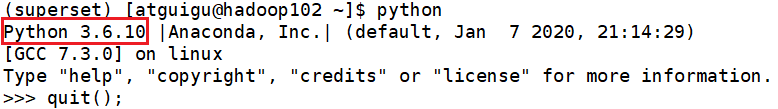 (superset) [atguigu@hadoop102 ~]$ python
Python 3.6.10 |Anaconda, Inc.| (default, Jan  7 2020, 21:14:29)
[GCC 7.3.0] on linux
Type "help", "copyright", "credits" or "license" for more information.
>>> quit();